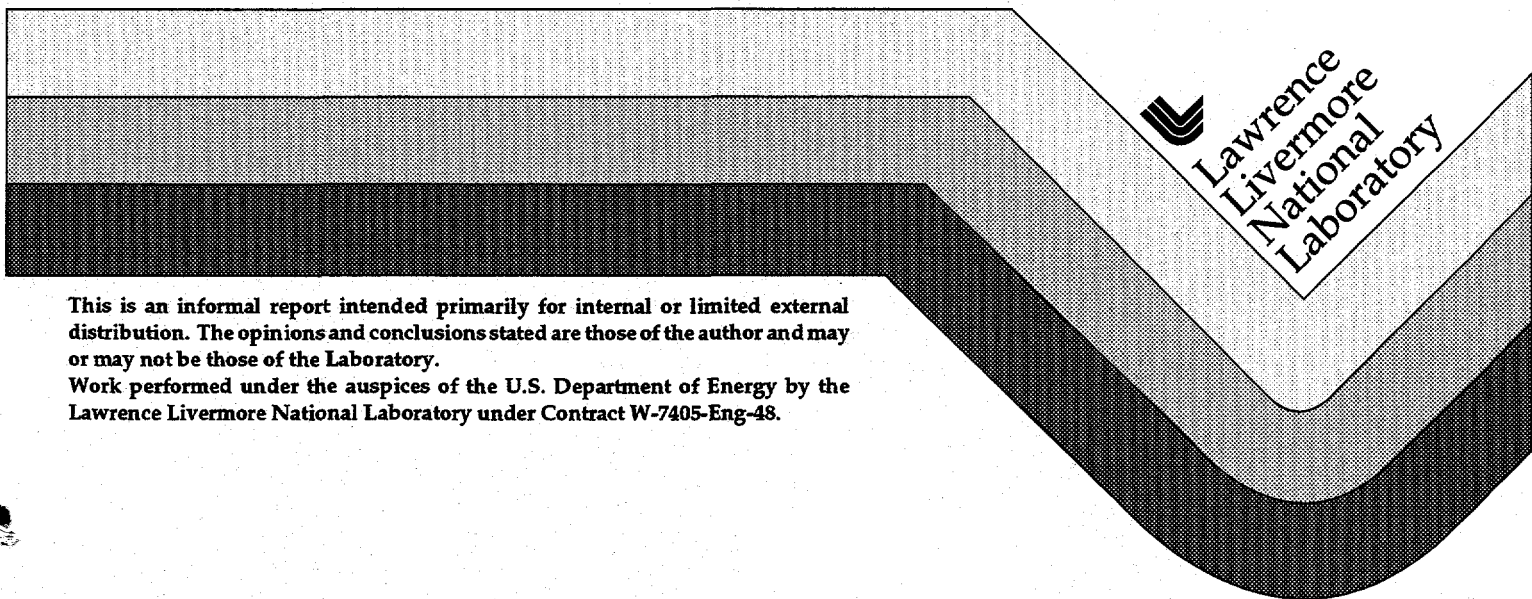 Lawrence
Livermore
National
Laboratory
This is an informal report intended primarily for internal or limited external
distribution. The opinions and conclusions stated are those of the author and may
or may not be those of the Laboratory.
Work performed under the auspices of the U.S. Department of Energy by the
Lawrence Livermore National Laboratory under Contract W-7405-Eng-48.